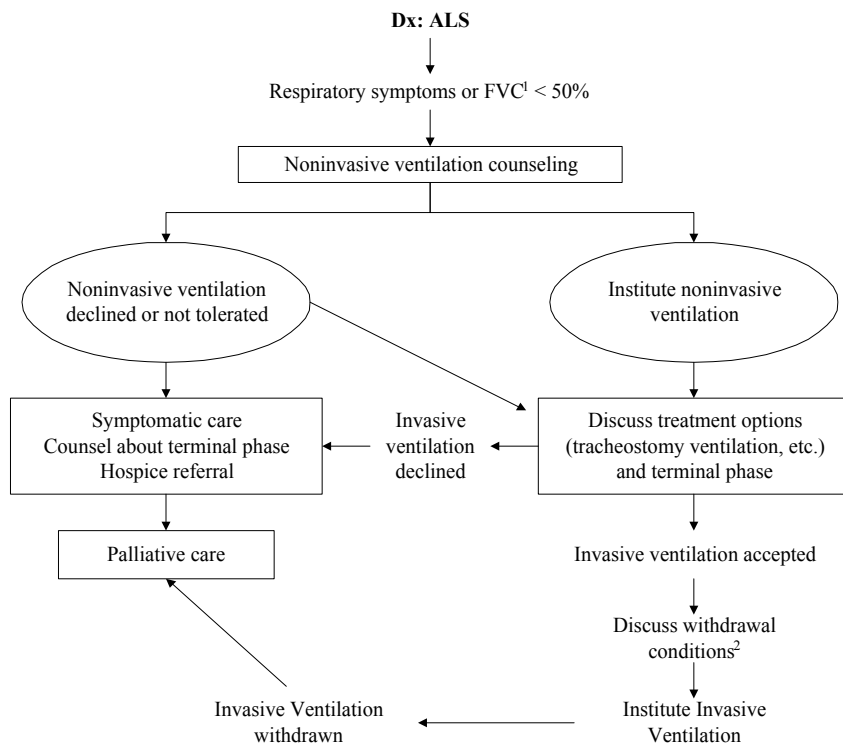 Dx: ALS
Respiratory symptoms or FVC¹ < 50%
Noninvasive ventilation counseling
Noninvasive ventilation
declined or not tolerated
Institute noninvasive
ventilation
Symptomatic care
Counsel about terminal phase
Hospice referral
Invasive
ventilation
declined
Discuss treatment options
(tracheostomy ventilation, etc.)
and terminal phase
Palliative care
Invasive ventilation accepted
Discuss withdrawal
conditions²
Invasive Ventilation
withdrawn
Institute Invasive
Ventilation